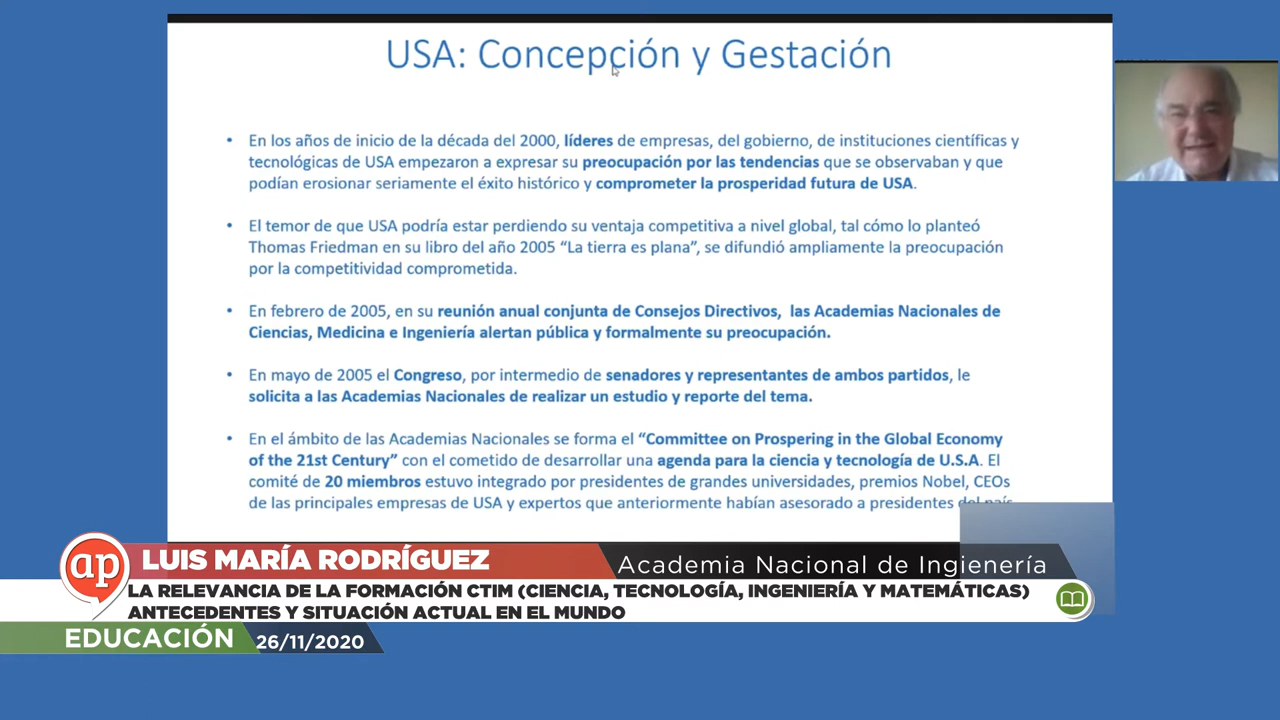 USA: Concepción y Gestación
• En los años de inicio de la década del 2000, líderes de empresas, del gobierno, de instituciones científicas y
tecnológicas de USA empezaron a expresar su preocupación por las tendencias que se observaban y que
podían erosionar seriamente el éxito histórico y comprometer la prosperidad futura de USA.
• El temor de que USA podría estar perdiendo su ventaja competitiva a nivel global, tal cómo lo planteó
Thomas Friedman en su libro del año 2005 “La tierra es plana”, se difundió ampliamente la preocupación
por la competitividad comprometida.
• En febrero de 2005, en su reunión anual conjunta de Consejos Directivos, las Academias Nacionales de
Ciencias, Medicina e Ingeniería alertan pública y formalmente su preocupación.
• En mayo de 2005 el Congreso, por intermedio de senadores y representantes de ambos partidos, le
solicita a las Academias Nacionales de realizar un estudio y reporte del tema.
• En el ámbito de las Academias Nacionales se forma el “Committee on Prospering in the Global Economy
of the 21st Century” con el cometido de desarrollar una agenda para la ciencia y tecnología de U.S.A. El
comité de 20 miembros estuvo integrado por presidentes de grandes universidades, premios Nobel, CEOs
de las principales empresas de USA y expertos que anteriormente habían asesorado a presidentes del país
ap
LUIS MARÍA RODRÍGUEZ
Academia Nacional de Ingienería
LA RELEVANCIA DE LA FORMACIÓN CTIM (CIENCIA, TECNOLOGÍA, INGENIERÍA Y MATEMÁTICAS)
ANTECEDENTES Y SITUACIÓN ACTUAL EN EL MUNDO
EDUCACIÓN
26/11/2020